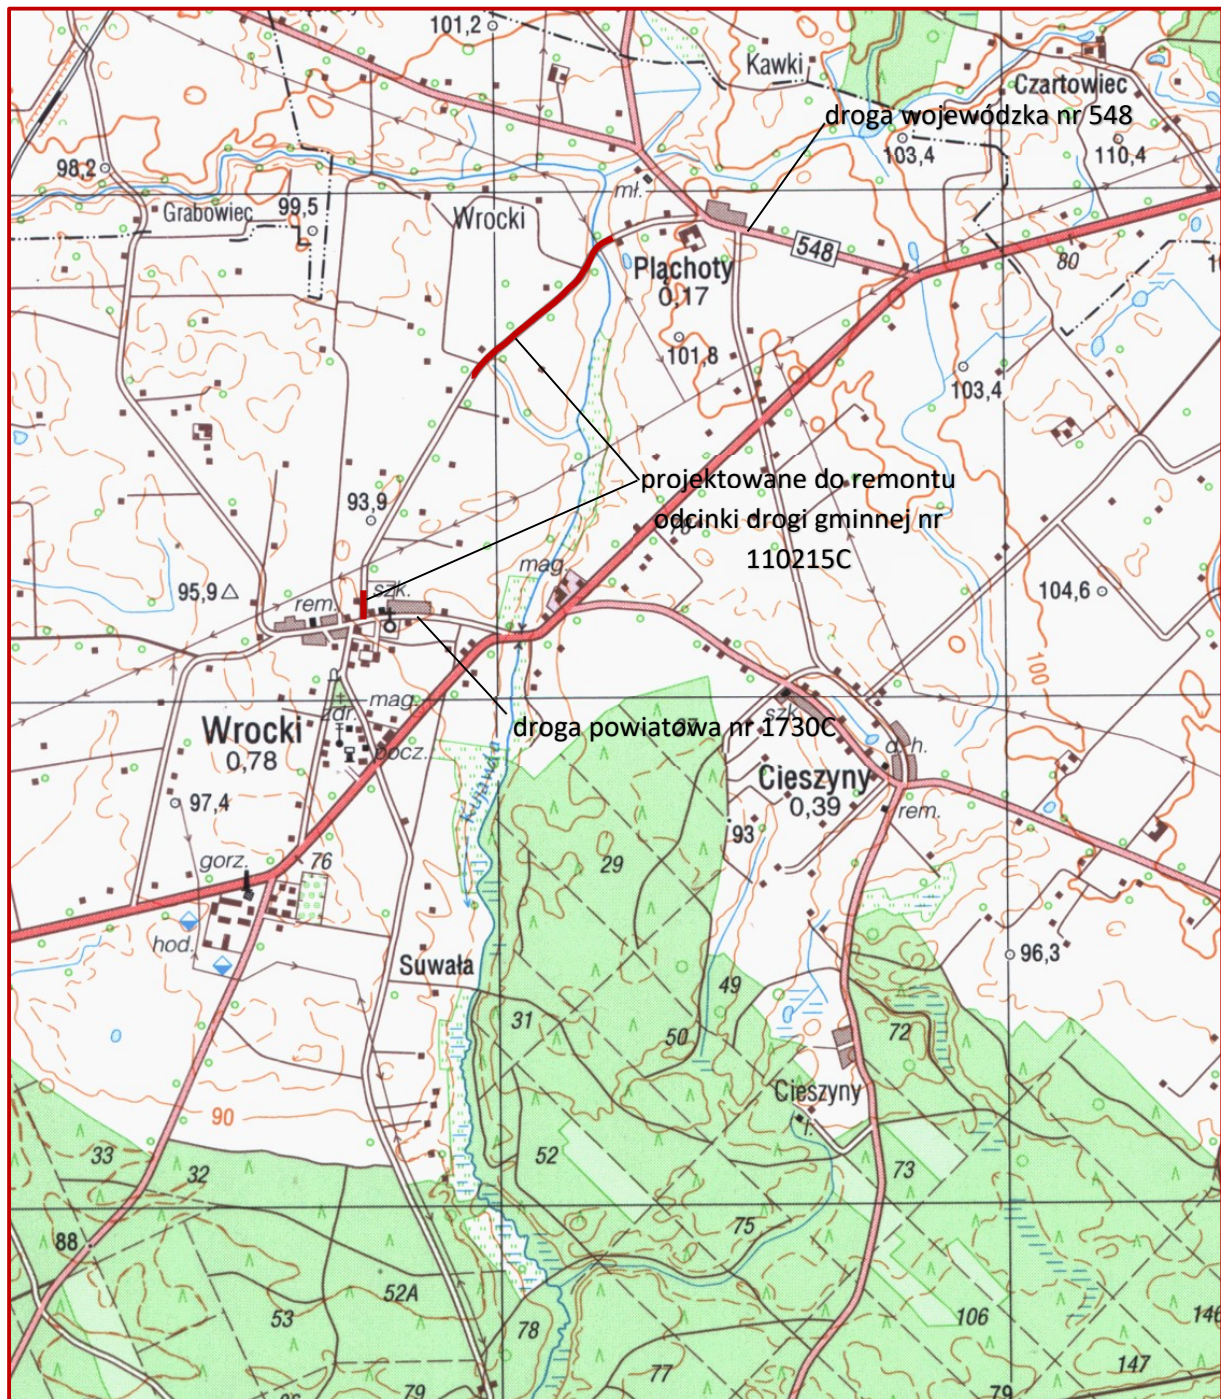 101,2
Kawki
Czartowiec
droga wojewódzka nr 548
103,4
110,4
98,2
mł.
Grabowiec
99,5
Wrocki
548
80
Pląchoty
0,17
101,8
103,4
projektowane do remontu
odcinki drogi gminnej nr
110215C
93,9
mag.
95,9
rem.
szk.
104,6
100
mag.
zdr.
szk.
droga powiatowa nr 1730C
Wrocki
0,78
pocz.
d. h.
Kujawka
Cieszyny
0,39
97,4
rem.
93
gorz.
76
29
hod.
Suwała
96,3
49
31
50
72
Cieszyny
l.
90
33
32
52
73
75
88
52A
53
106
146
78
77
147
79
79